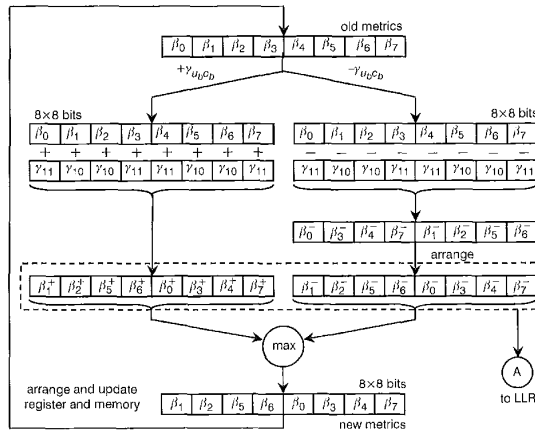 old metrics
β0 β1 β2 β3 β4 β5 β6 β7
+γubcb −γubcb
8×8 bits 8×8 bits
β0 β1 β2 β3 β4 β5 β6 β7 β0 β1 β2 β3 β4 β5 β6 β7
+ + + + + + + + − − − − − − − −
γ11 γ10 γ10 γ11 γ11 γ10 γ10 γ11 γ11 γ10 γ10 γ11 γ11 γ10 γ10 γ11
β0− β3− β4− β7− β1− β2− β5− β6−
arrange
β1+ β2+ β5+ β6+ β0+ β3+ β4+ β7+ β1− β2− β5− β6− β0− β3− β4− β7−
max
A
to LLR
arrange and update
register and memory
8×8 bits
β1 β2 β5 β6 β0 β3 β4 β7
new metrics